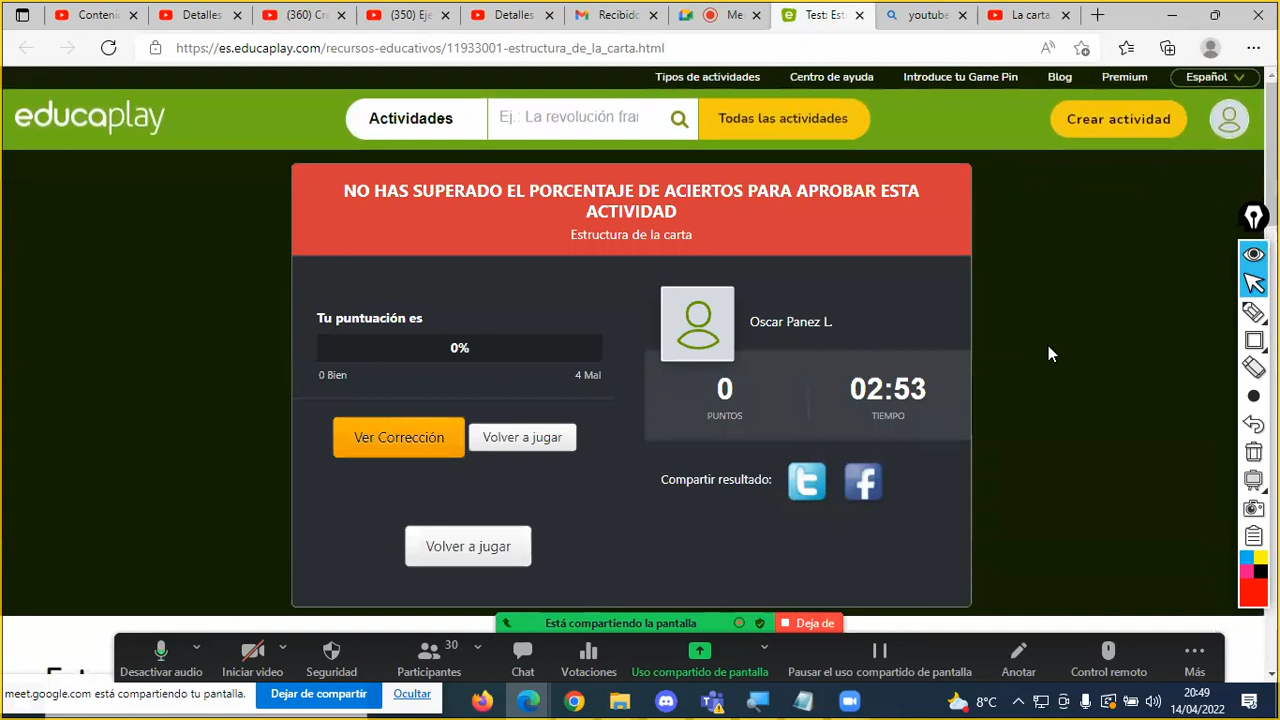 Conteni
Detalles
(360) Cr
(350) Eje
Detalles
Recibido
Me
Test: Est
youtube
La carta
https://es.educaplay.com/recursos-educativos/11933001-estructura_de_la_carta.html
Tipos de actividades
Centro de ayuda
Introduce tu Game Pin
Blog
Premium
Español
educaplay
Actividades
Ej.: La revolución fran
Todas las actividades
Crear actividad
NO HAS SUPERADO EL PORCENTAJE DE ACIERTOS PARA APROBAR ESTA
ACTIVIDAD
Estructura de la carta
Tu puntuación es
0%
0 Bien
4 Mal
Oscar Panez L.
0
PUNTOS
02:53
TIEMPO
Ver Corrección
Volver a jugar
Compartir resultado:
Volver a jugar
Está compartiendo la pantalla
Deja de
30
Desactivar audio
Iniciar video
Seguridad
Participantes
Chat
Votaciones
Uso compartido de pantalla
Pausar el uso compartido de pantalla
Anotar
Control remoto
Más
meet.google.com está compartiendo tu pantalla.
Dejar de compartir
Ocultar
8°C
20:49
14/04/2022